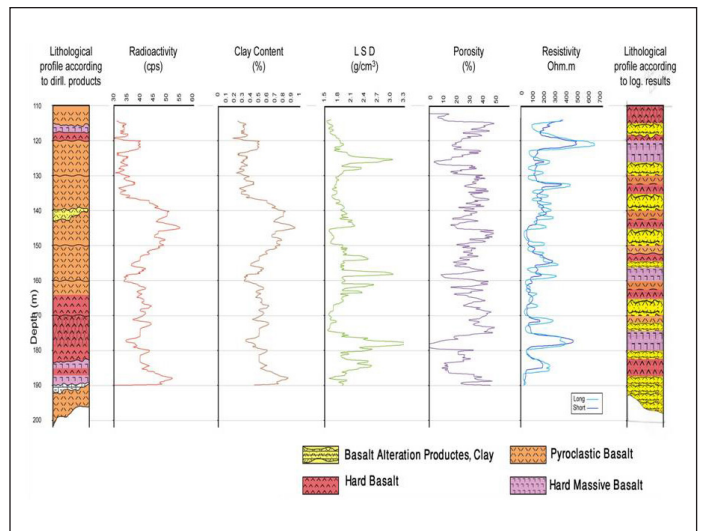 Lithological
profile according
to dirll. products
Radioactivity
(cps)
Clay Content
(%)
L S D
(g/cm³)
Porosity
(%)
Resistivity
Ohm.m
Lithological
profile according
to log. results
30 35 40 45 50 55 60
0 0.1 0.2 0.3 0.4 0.5 0.6 0.7 0.8 0.9 1
1.5 1.8 2.1 2.4 2.7 3.0 3.3
0 10 20 30 40 50
0 100 200 300 400 500 600 700
Depth (m)
110
120
130
140
150
160
170
180
190
200
Long
Short
Basalt Alteration Productes, Clay
Pyroclastic Basalt
Hard Basalt
Hard Massive Basalt